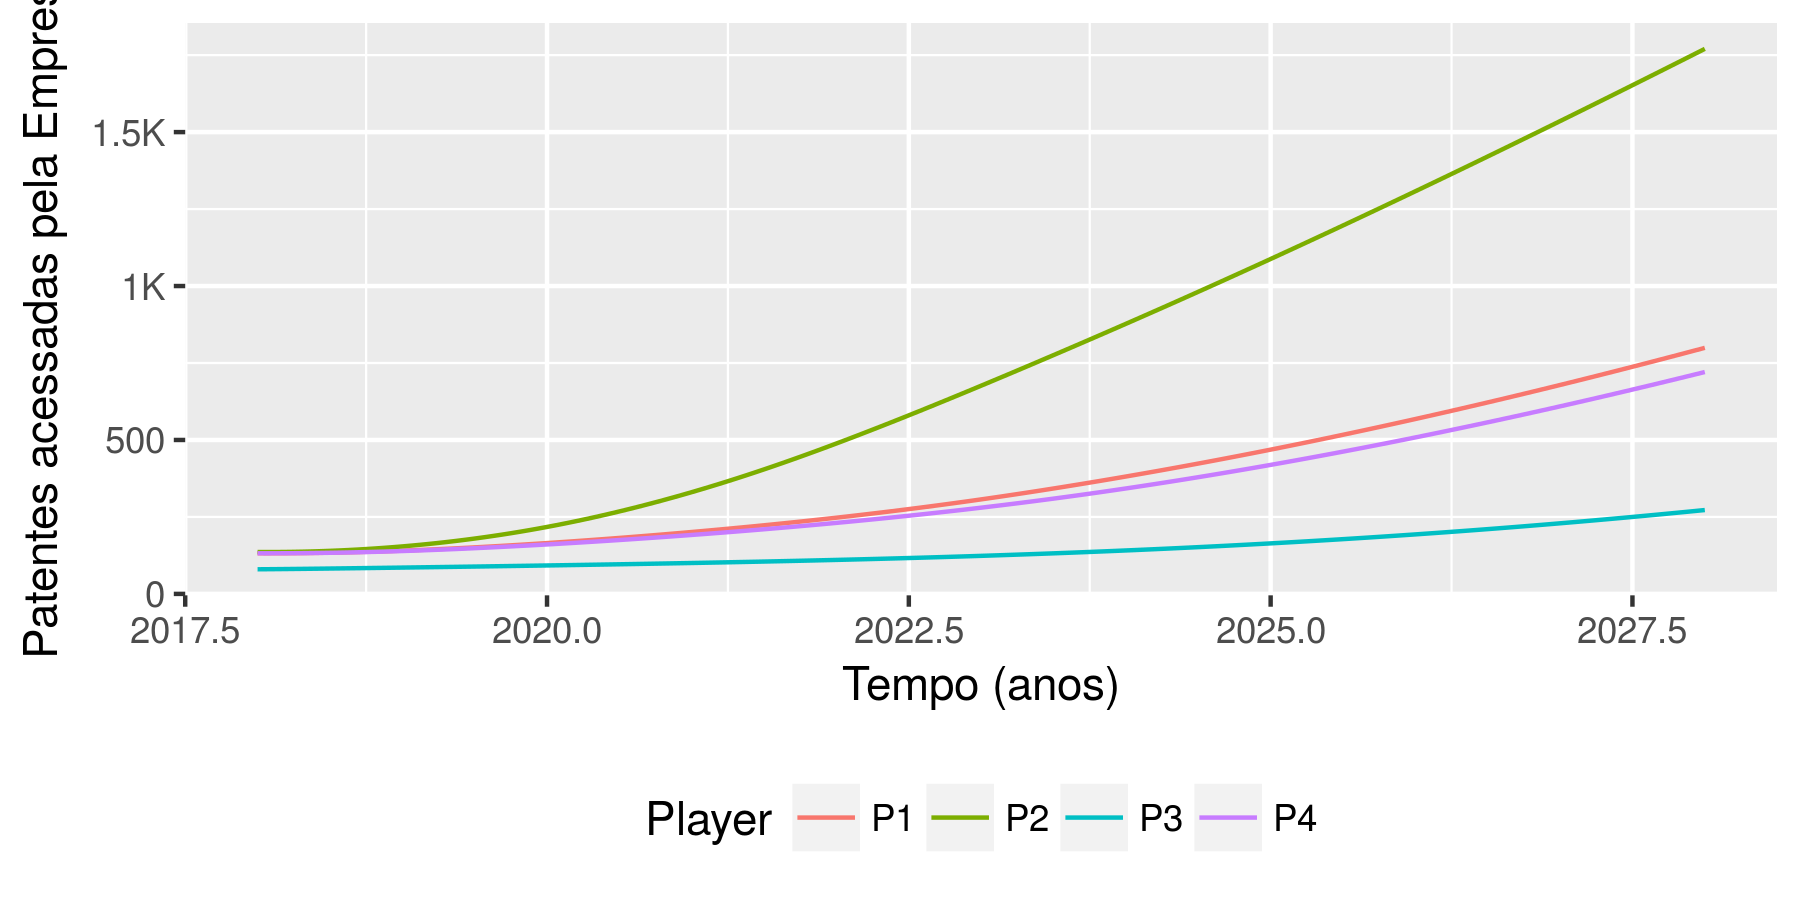 Patentes acessadas pela Empres
1.5K
1K
500
0
2017.5 2020.0 2022.5 2025.0 2027.5
Tempo (anos)
Player P1 P2 P3 P4